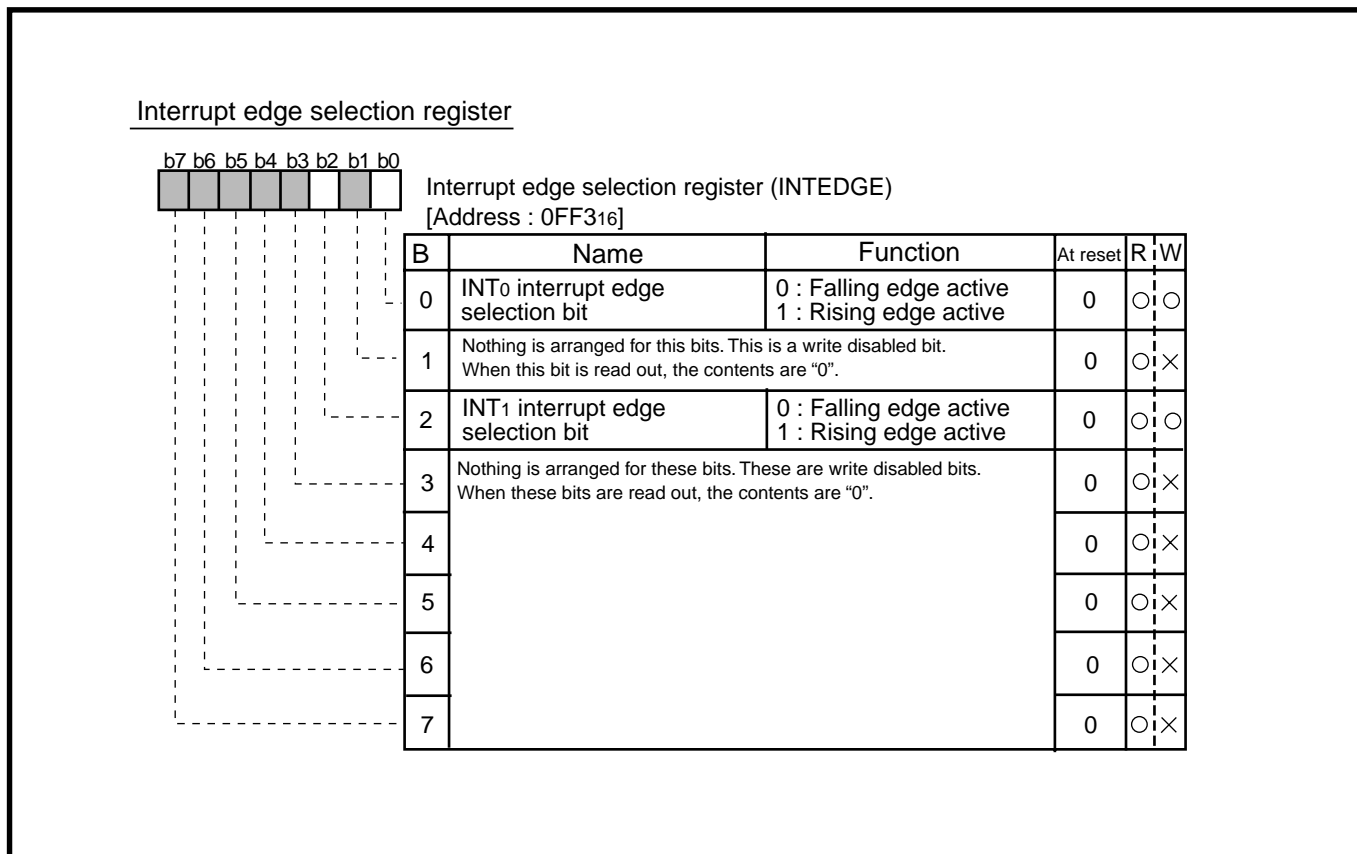 Interrupt edge selection register
b7 b6 b5 b4 b3 b2 b1 b0
Interrupt edge selection register (INTEDGE)
[Address : 0FF316]
B Name Function At reset R W
0 INT0 interrupt edge selection bit 0 : Falling edge active 1 : Rising edge active 0 ○ ○
1 Nothing is arranged for this bits. This is a write disabled bit. When this bit is read out, the contents are “0”. 0 ○ ×
2 INT1 interrupt edge selection bit 0 : Falling edge active 1 : Rising edge active 0 ○ ○
3 Nothing is arranged for these bits. These are write disabled bits. When these bits are read out, the contents are “0”. 0 ○ ×
4 0 ○ ×
5 0 ○ ×
6 0 ○ ×
7 0 ○ ×